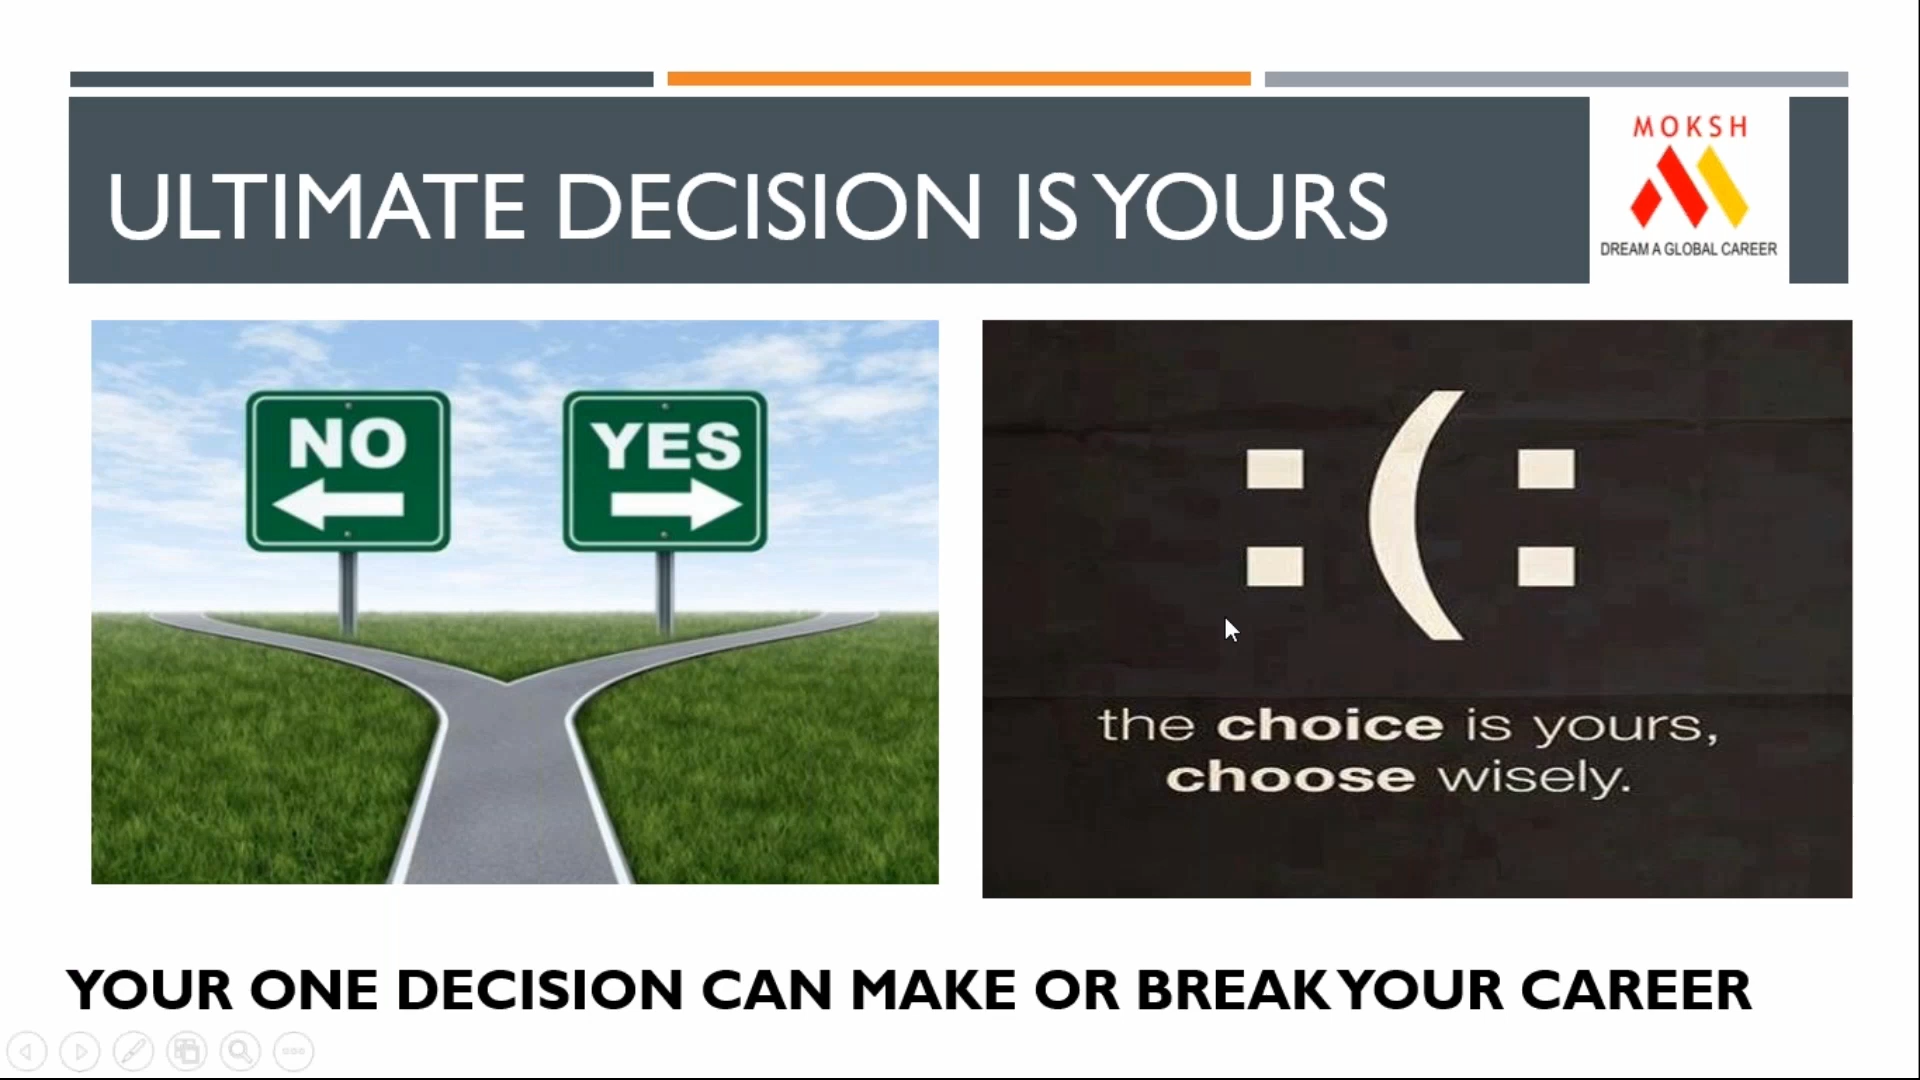 ULTIMATE DECISION IS YOURS
MOKSH
DREAM A GLOBAL CAREER
NO
YES
:(:
the choice is yours,
choose wisely.
YOUR ONE DECISION CAN MAKE OR BREAK YOUR CAREER